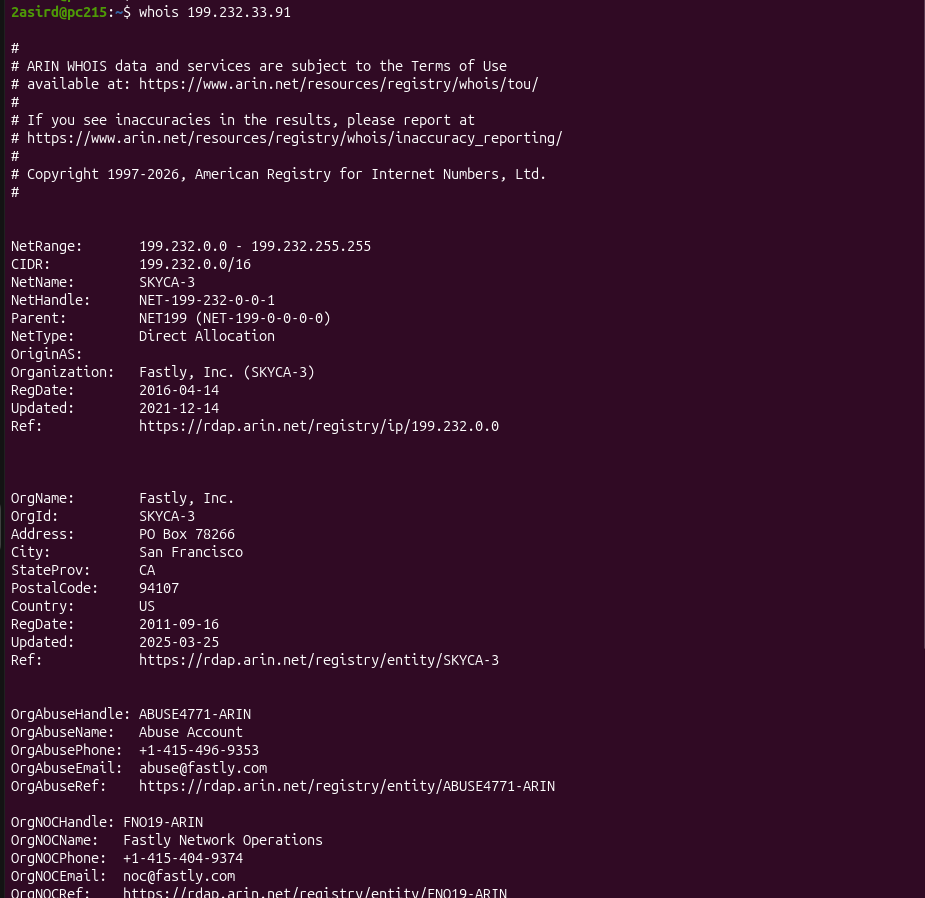 2asird@pc215:~$ whois 199.232.33.91
#
# ARIN WHOIS data and services are subject to the Terms of Use
# available at: https://www.arin.net/resources/registry/whois/tou/
#
# If you see inaccuracies in the results, please report at
# https://www.arin.net/resources/registry/whois/inaccuracy_reporting/
#
# Copyright 1997-2026, American Registry for Internet Numbers, Ltd.
#
NetRange:       199.232.0.0 - 199.232.255.255
CIDR:           199.232.0.0/16
NetName:        SKYCA-3
NetHandle:      NET-199-232-0-0-1
Parent:         NET199 (NET-199-0-0-0-0)
NetType:        Direct Allocation
OriginAS:
Organization:   Fastly, Inc. (SKYCA-3)
RegDate:        2016-04-14
Updated:        2021-12-14
Ref:            https://rdap.arin.net/registry/ip/199.232.0.0
OrgName:        Fastly, Inc.
OrgId:          SKYCA-3
Address:        PO Box 78266
City:           San Francisco
StateProv:      CA
PostalCode:     94107
Country:        US
RegDate:        2011-09-16
Updated:        2025-03-25
Ref:            https://rdap.arin.net/registry/entity/SKYCA-3
OrgAbuseHandle: ABUSE4771-ARIN
OrgAbuseName:   Abuse Account
OrgAbusePhone:  +1-415-496-9353
OrgAbuseEmail:  abuse@fastly.com
OrgAbuseRef:    https://rdap.arin.net/registry/entity/ABUSE4771-ARIN
OrgNOCHandle: FNO19-ARIN
OrgNOCName:   Fastly Network Operations
OrgNOCPhone:  +1-415-404-9374
OrgNOCEmail:  noc@fastly.com
OrgNOCRef:    https://rdap.arin.net/registry/entity/FNO19-ARIN